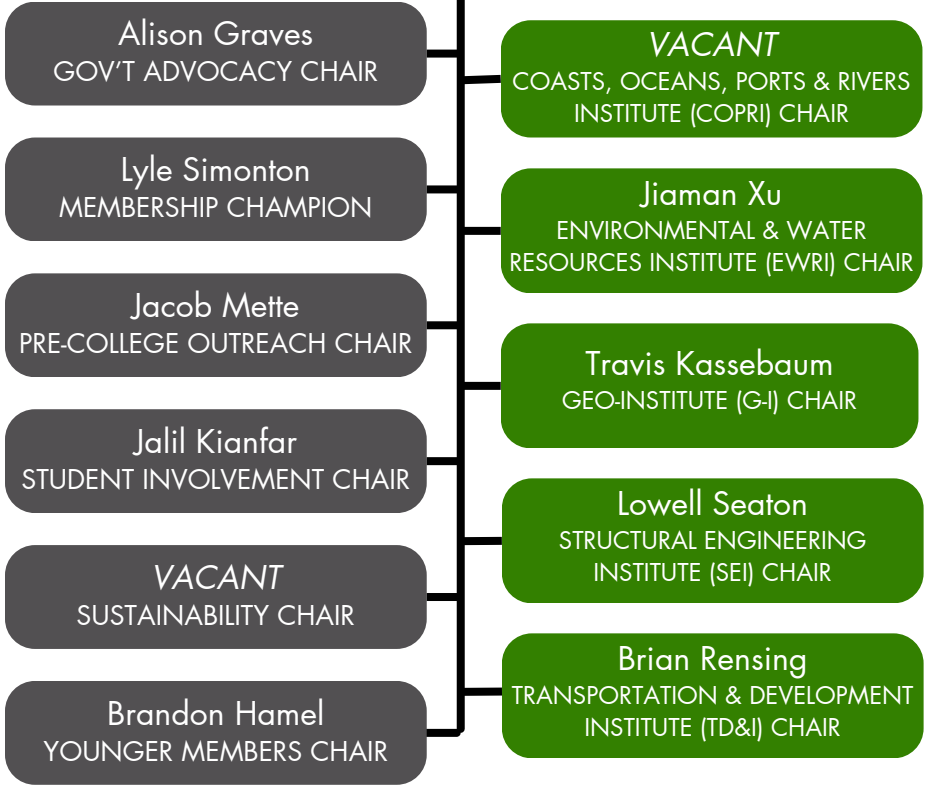 Alison Graves
GOV'T ADVOCACY CHAIR
Lyle Simonton
MEMBERSHIP CHAMPION
Jacob Mette
PRE-COLLEGE OUTREACH CHAIR
Jalil Kianfar
STUDENT INVOLVEMENT CHAIR
VACANT
SUSTAINABILITY CHAIR
Brandon Hamel
YOUNGER MEMBERS CHAIR
VACANT
COASTS, OCEANS, PORTS & RIVERS
INSTITUTE (COPRI) CHAIR
Jiaman Xu
ENVIRONMENTAL & WATER
RESOURCES INSTITUTE (EWRI) CHAIR
Travis Kassebaum
GEO-INSTITUTE (G-I) CHAIR
Lowell Seaton
STRUCTURAL ENGINEERING
INSTITUTE (SEI) CHAIR
Brian Rensing
TRANSPORTATION & DEVELOPMENT
INSTITUTE (TD&I) CHAIR